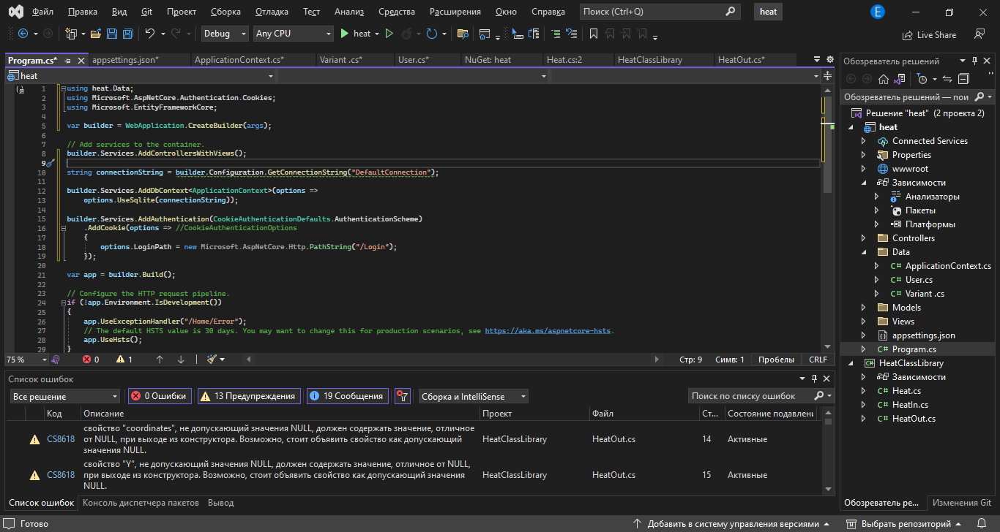 Файл Правка Вид Git Проект Сборка Отладка Тест Анализ Средства Расширения Окно Справка Поиск (Ctrl+Q) heat E
Debug Any CPU heat Live Share
Program.cs* appsettings.json* ApplicationContext.cs* Variant .cs* User.cs* NuGet: heat Heat.cs:2 HeatClassLibrary HeatOut.cs*
heat
1 using heat.Data;
2 using Microsoft.AspNetCore.Authentication.Cookies;
3 using Microsoft.EntityFrameworkCore;
4
5 var builder = WebApplication.CreateBuilder(args);
6
7 // Add services to the container.
8 builder.Services.AddControllersWithViews();
9
10 string connectionString = builder.Configuration.GetConnectionString("DefaultConnection");
11
12 builder.Services.AddDbContext<ApplicationContext>(options =>
13 options.UseSqlite(connectionString));
14
15 builder.Services.AddAuthentication(CookieAuthenticationDefaults.AuthenticationScheme)
16 .AddCookie(options => //CookieAuthenticationOptions
17 {
18 options.LoginPath = new Microsoft.AspNetCore.Http.PathString("/Login");
19 });
20
21 var app = builder.Build();
22
23 // Configure the HTTP request pipeline.
24 if (!app.Environment.IsDevelopment())
25 {
26 app.UseExceptionHandler("/Home/Error");
27 // The default HSTS value is 30 days. You may want to change this for production scenarios, see https://aka.ms/aspnetcore-hsts.
28 app.UseHsts();
29 }
75 % 0 1 Стр: 9 Симв: 1 Пробелы CRLF
Список ошибок
Все решение 0 Ошибки 13 Предупреждения 19 Сообщения Сборка и IntelliSense Поиск по списку ошибок
Код Описание Проект Файл Ст... Состояние подавлени
CS8618 свойство "coordinates", не допускающий значения NULL, должен содержать значение, отличное от NULL, при выходе из конструктора. Возможно, стоит объявить свойство как допускающий значения NULL. HeatClassLibrary HeatOut.cs 14 Активные
CS8618 свойство "Y", не допускающий значения NULL, должен содержать значение, отличное от NULL, при выходе из конструктора. Возможно, стоит объявить свойство как допускающий значения NULL. HeatClassLibrary HeatOut.cs 15 Активные
Список ошибок Консоль диспетчера пакетов Вывод
Обозреватель решений
Обозреватель решений — пои
Решение "heat" (2 проекта 2)
heat
Connected Services
Properties
wwwroot
Зависимости
Анализаторы
Пакеты
Платформы
Controllers
Data
ApplicationContext.cs
User.cs
Variant .cs
Models
Views
appsettings.json
Program.cs
HeatClassLibrary
Зависимости
Heat.cs
HeatIn.cs
HeatOut.cs
Обозреватель ре... Изменения Git
Готово Добавить в систему управления версиями Выбрать репозиторий